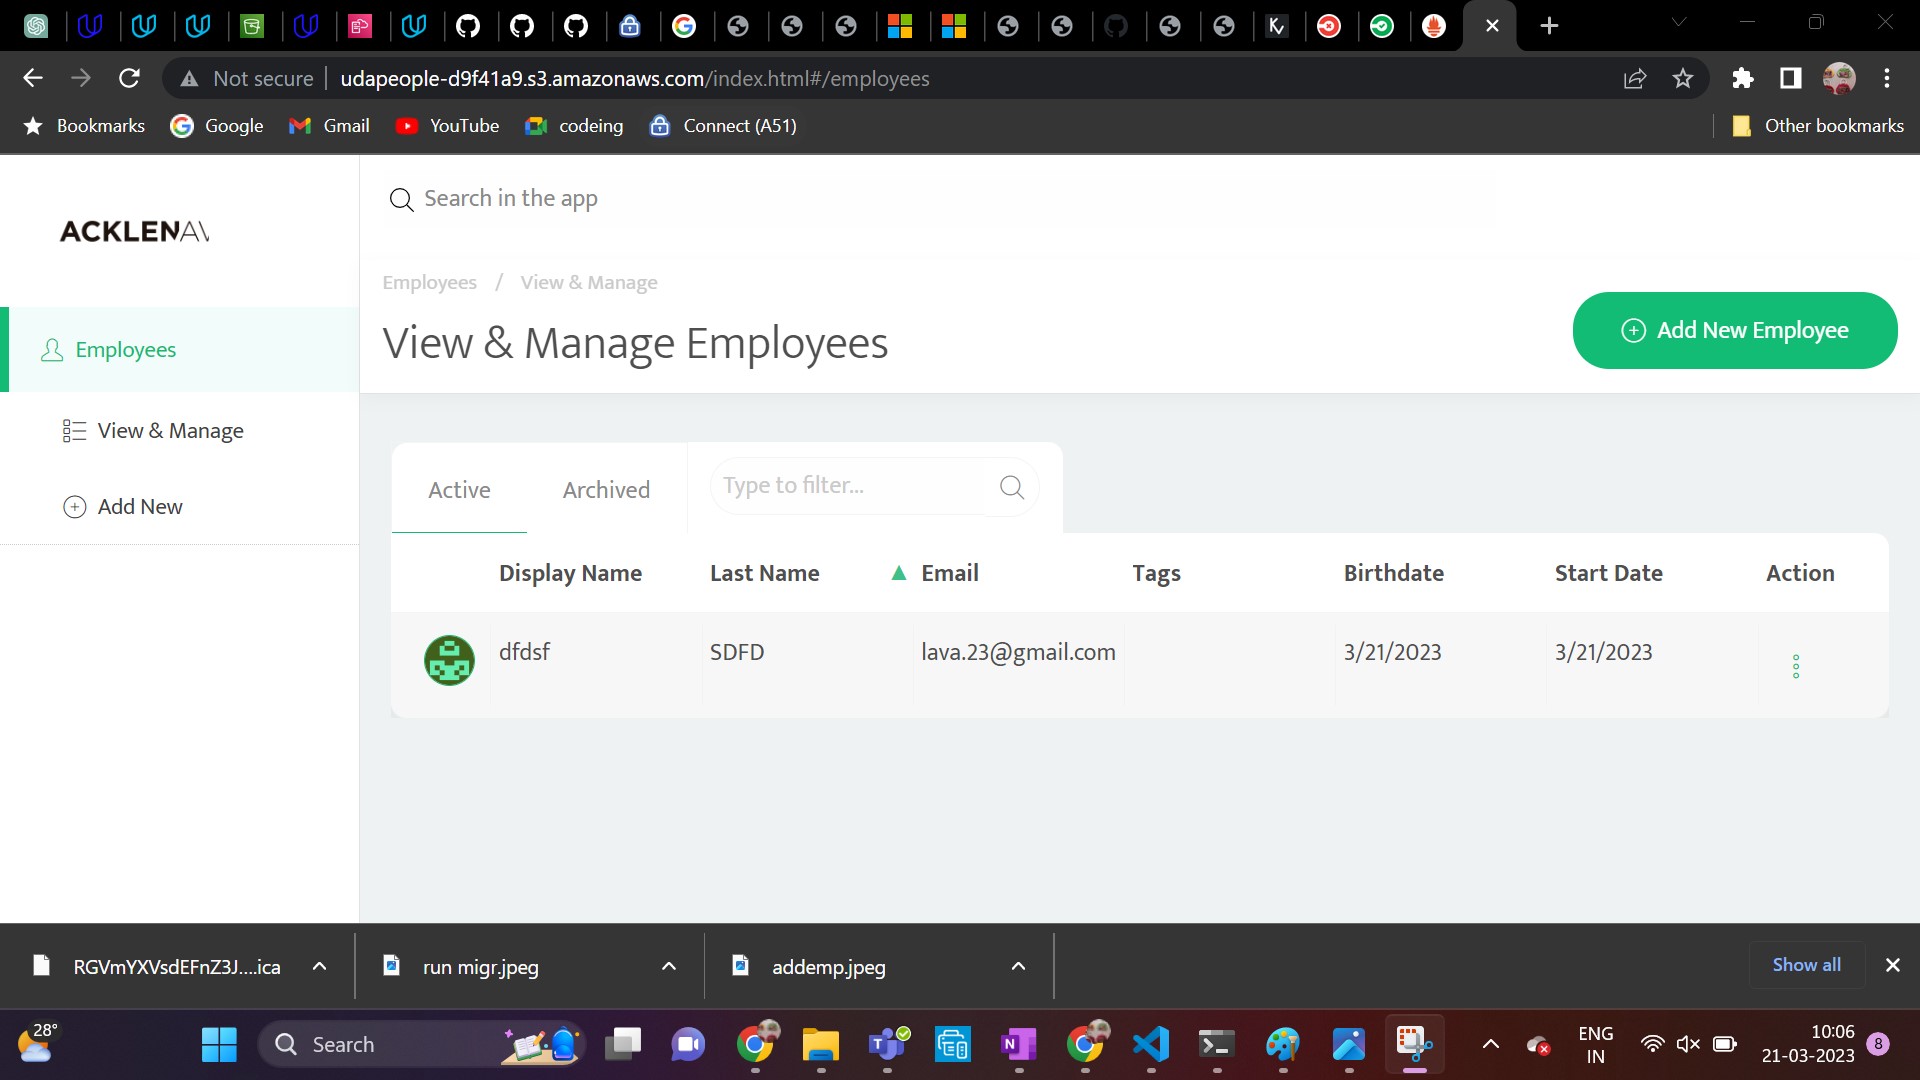 Not secure
udapeople-d9f41a9.s3.amazonaws.com/index.html#/employees
Bookmarks
Google
Gmail
YouTube
codeing
Connect (A51)
Other bookmarks
ACKLENAV
Search in the app
Employees / View & Manage
View & Manage Employees
Add New Employee
Employees
View & Manage
Add New
Active
Archived
Type to filter...
Display Name
Last Name
Email
Tags
Birthdate
Start Date
Action
dfdsf
SDFD
lava.23@gmail.com
3/21/2023
3/21/2023
RGVmYXVsdEFnZ3J....ica
run migr.jpeg
addemp.jpeg
Show all
28°
Search
ENG
IN
10:06
21-03-2023
8